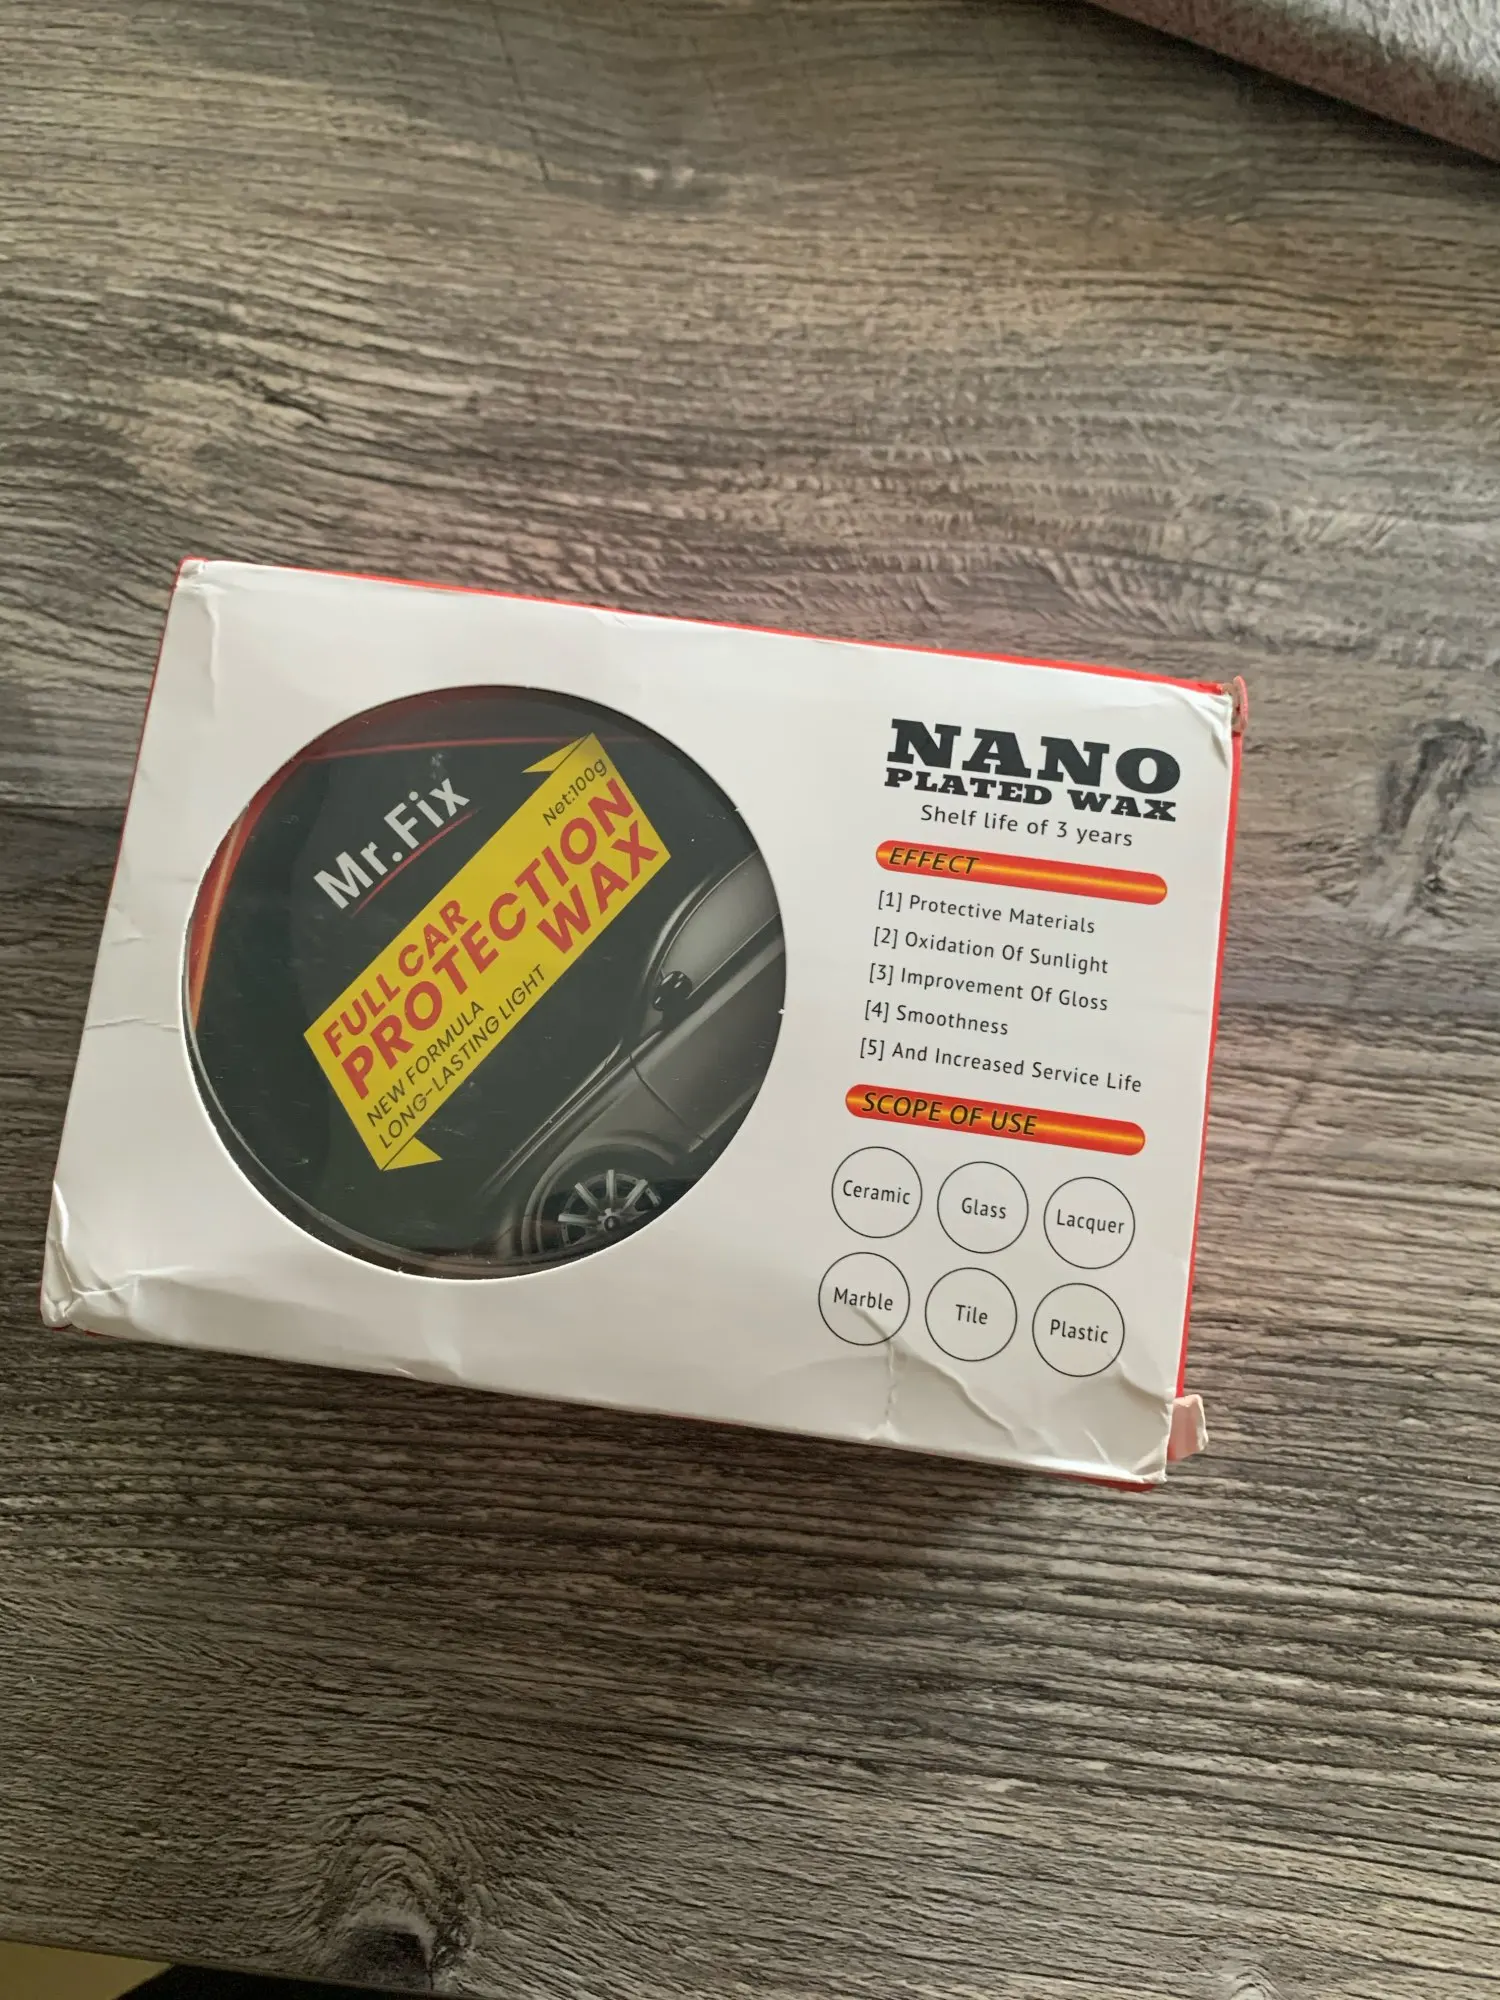 Mr.Fix
Net:100g
FULL CAR
PROTECTION
WAX
NEW FORMULA
LONG-LASTING LIGHT
NANO
PLATED WAX
Shelf life of 3 years
EFFECT
[1] Protective Materials
[2] Oxidation Of Sunlight
[3] Improvement Of Gloss
[4] Smoothness
[5] And Increased Service Life
SCOPE OF USE
Ceramic
Glass
Lacquer
Marble
Tile
Plastic